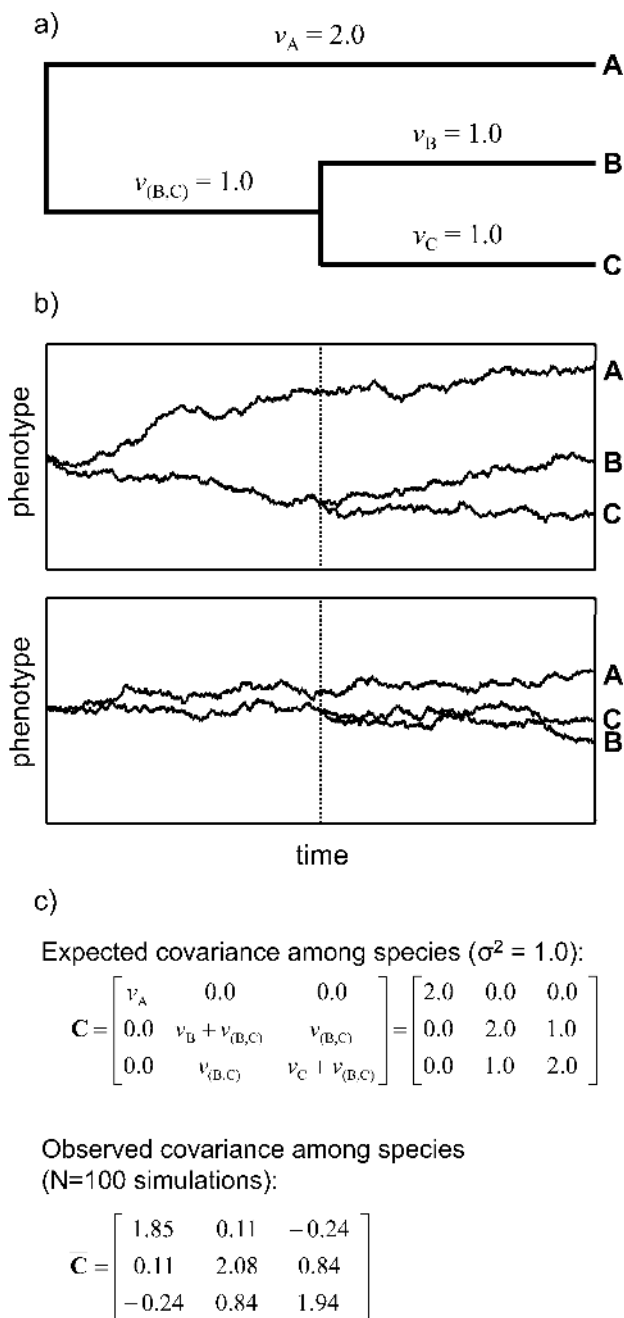 a)
v_A = 2.0
A
v_B = 1.0
B
v_(B,C) = 1.0
v_C = 1.0
C
b)
phenotype
A
B
C
phenotype
A
C
B
time
c)
Expected covariance among species (σ² = 1.0):
C = [ v_A 0.0 0.0 ] = [ 2.0 0.0 0.0 ]
[ 0.0 v_B + v_(B,C) v_(B,C) ] [ 0.0 2.0 1.0 ]
[ 0.0 v_(B,C) v_C + v_(B,C) ] [ 0.0 1.0 2.0 ]
Observed covariance among species
(N=100 simulations):
C̅ = [ 1.85 0.11 −0.24 ]
[ 0.11 2.08 0.84 ]
[ −0.24 0.84 1.94 ]